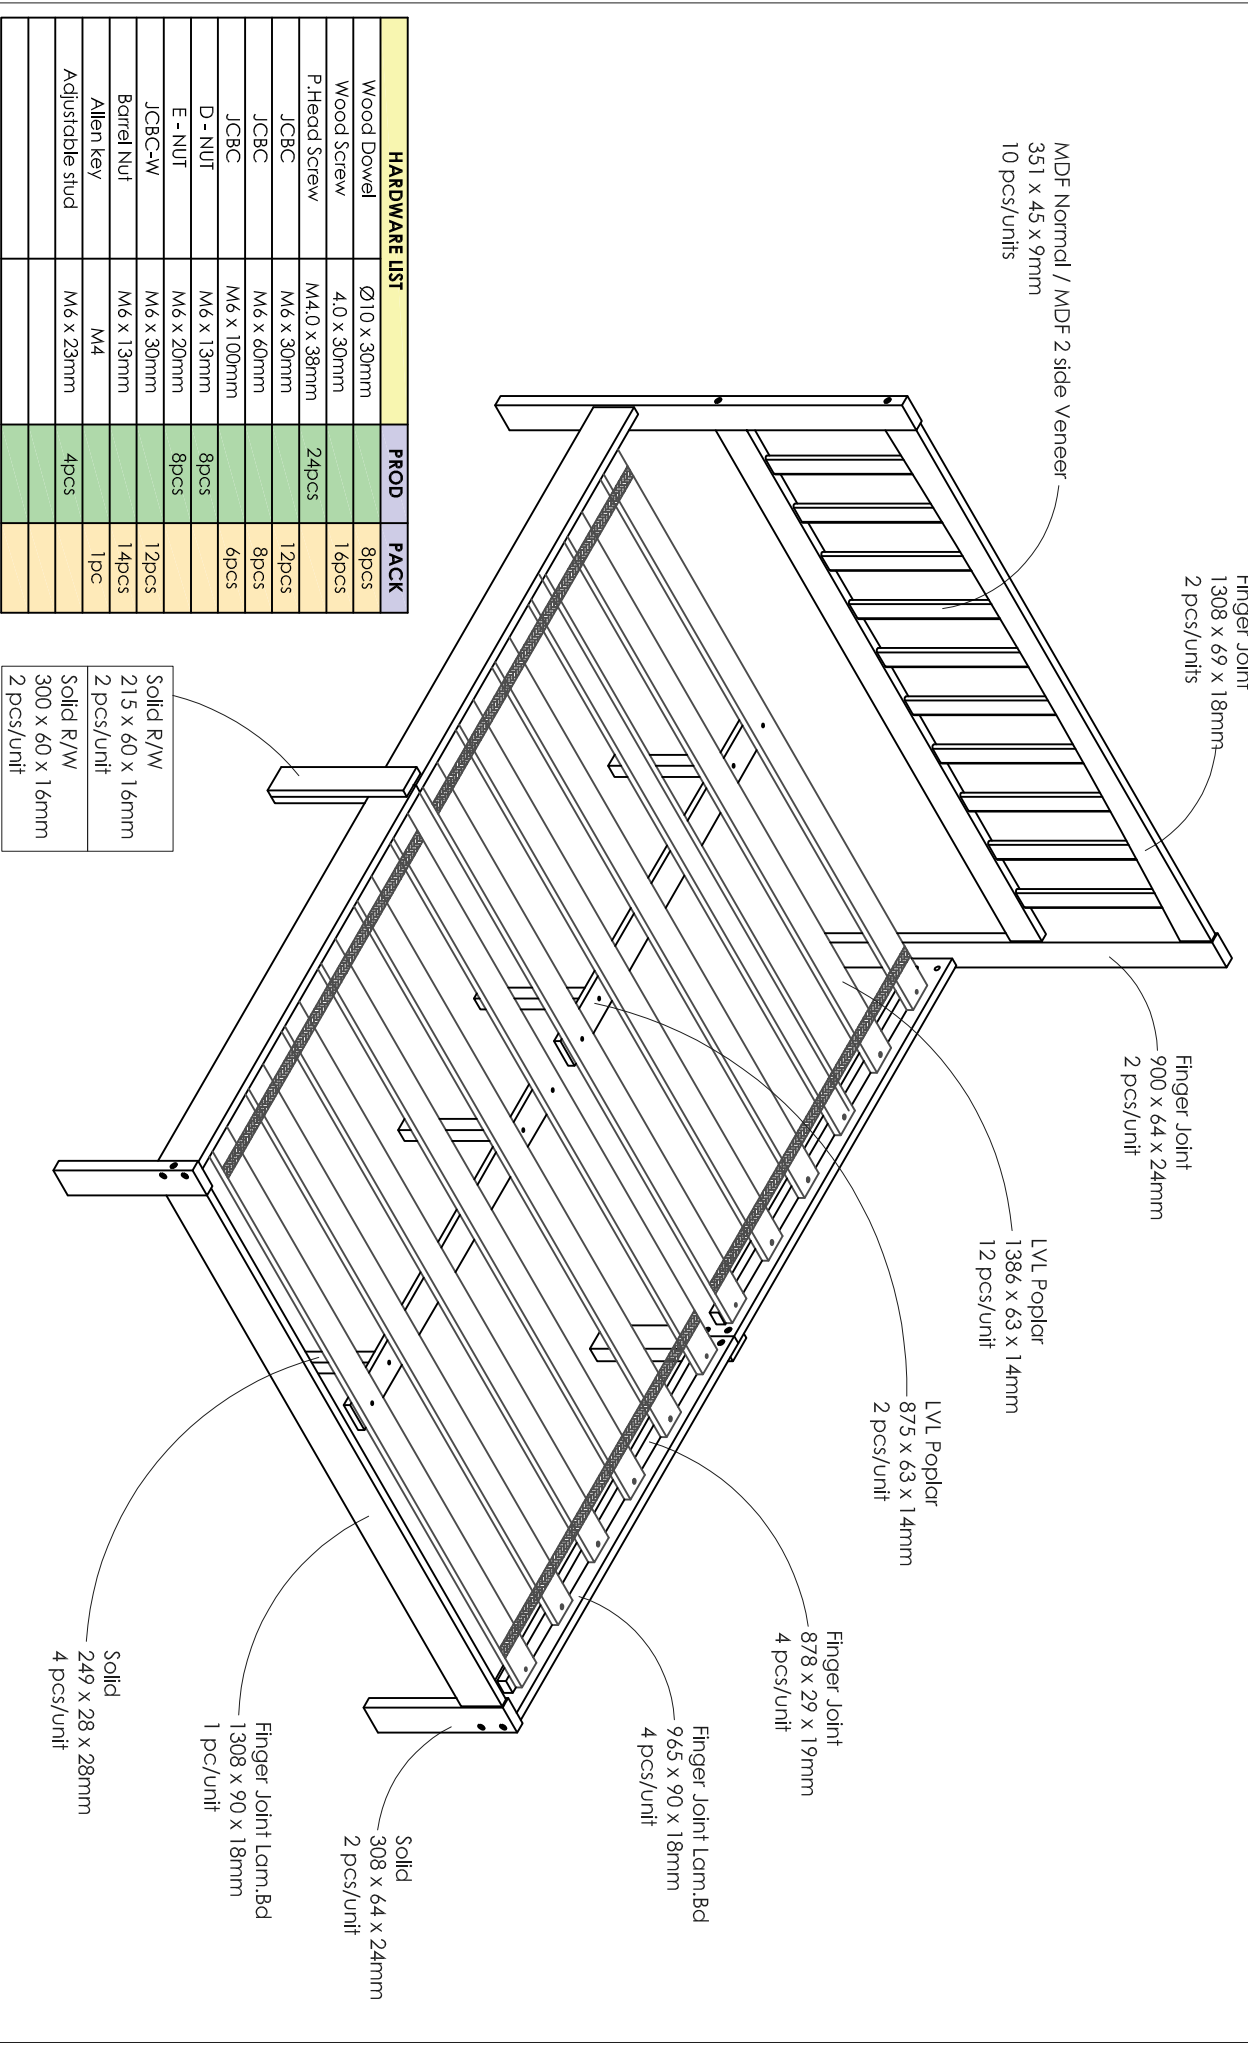 Finger Joint
1308 x 69 x 18mm
2 pcs/units
MDF Normal / MDF 2 side Veneer
351 x 45 x 9mm
10 pcs/units
Finger Joint
900 x 64 x 24mm
2 pcs/unit
LVL Poplar
1386 x 63 x 14mm
12 pcs/unit
LVL Poplar
875 x 63 x 14mm
2 pcs/unit
Finger Joint
878 x 29 x 19mm
4 pcs/unit
Finger Joint Lam.Bd
965 x 90 x 18mm
4 pcs/unit
Solid
308 x 64 x 24mm
2 pcs/unit
Finger Joint Lam.Bd
1308 x 90 x 18mm
1 pc/unit
Solid
249 x 28 x 28mm
4 pcs/unit
Solid R/W
215 x 60 x 16mm
2 pcs/unit
Solid R/W
300 x 60 x 16mm
2 pcs/unit
HARDWARE LIST PROD PACK
Wood Dowel Ø10 x 30mm 8pcs
Wood Screw 4.0 x 30mm 16pcs
P.Head Screw M4.0 x 38mm 24pcs
JCBC M6 x 30mm 12pcs
JCBC M6 x 60mm 8pcs
JCBC M6 x 100mm 6pcs
D - NUT M6 x 13mm 8pcs
E - NUT M6 x 20mm 8pcs
JCBC-W M6 x 30mm 12pcs
Barrel Nut M6 x 13mm 14pcs
Allen key M4 1pc
Adjustable stud M6 x 23mm 4pcs